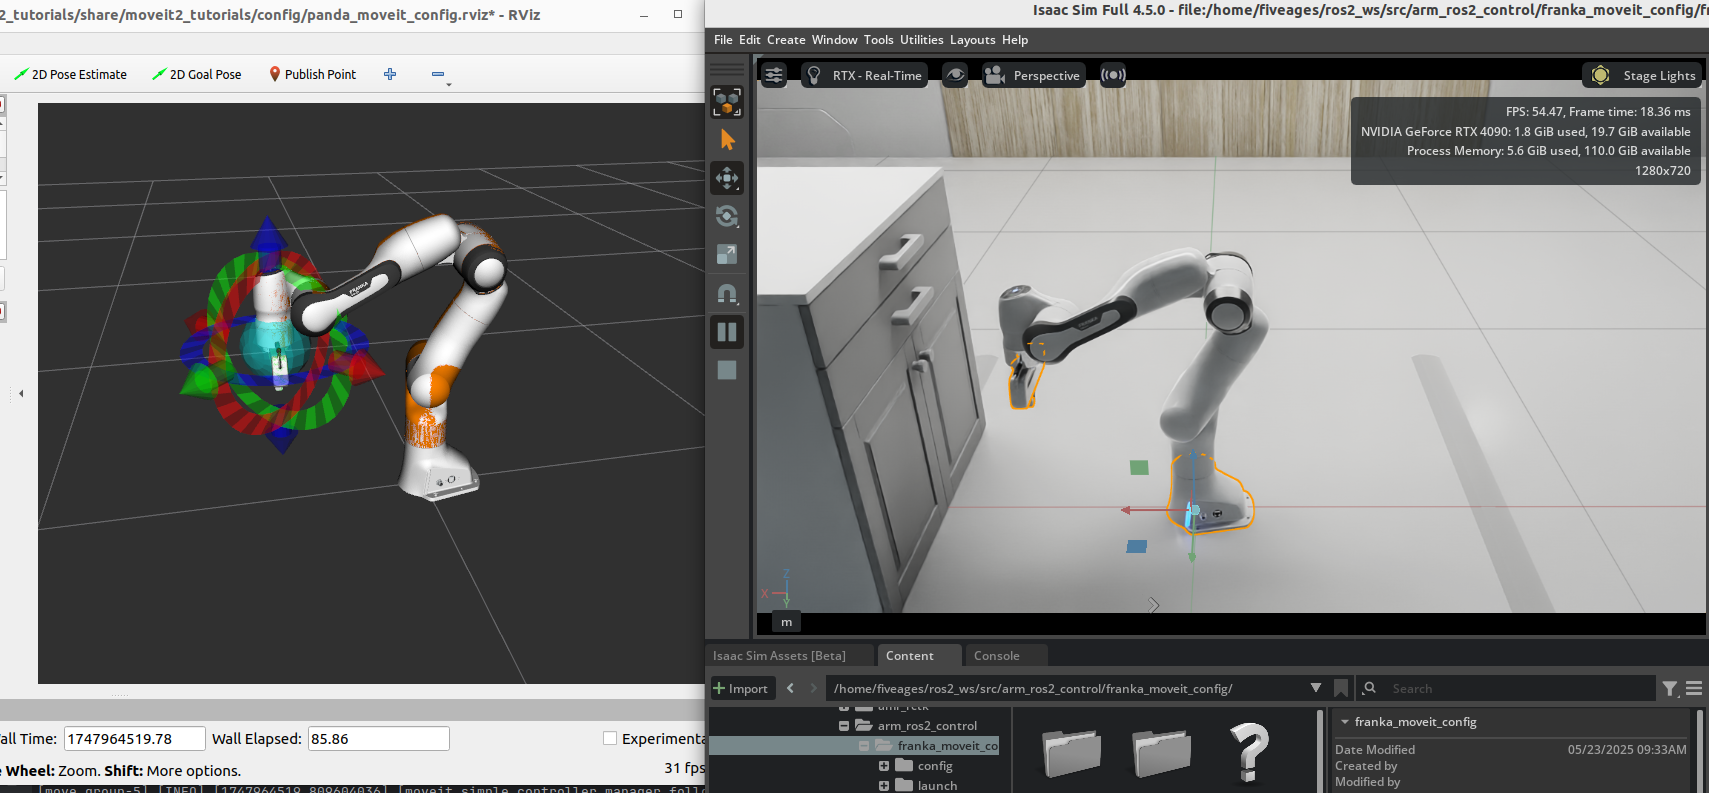 2_tutorials/share/moveit2_tutorials/config/panda_moveit_config.rviz* - RViz
2D Pose Estimate
2D Goal Pose
Publish Point
FRANKA
all Time:
1747964519.78
Wall Elapsed:
85.86
Experimenta
e Wheel: Zoom. Shift: More options.
31 fps
[move_group-5] [INFO] [1747964519.809604036] [moveit_simple_controller_manager.follo
Isaac Sim Full 4.5.0 - file:/home/fiveages/ros2_ws/src/arm_ros2_control/franka_moveit_config/f
File Edit Create Window Tools Utilities Layouts Help
RTX - Real-Time
Perspective
Stage Lights
FPS: 54.47, Frame time: 18.36 ms
NVIDIA GeForce RTX 4090: 1.8 GiB used, 19.7 GiB available
Process Memory: 5.6 GiB used, 110.0 GiB available
1280x720
Z
X
Y
m
Isaac Sim Assets [Beta]
Content
Console
Import
/home/fiveages/ros2_ws/src/arm_ros2_control/franka_moveit_config/
Search
arm_ros2_control
franka_moveit_co
config
launch
franka_moveit_config
Date Modified
05/23/2025 09:33AM
Created by
Modified by